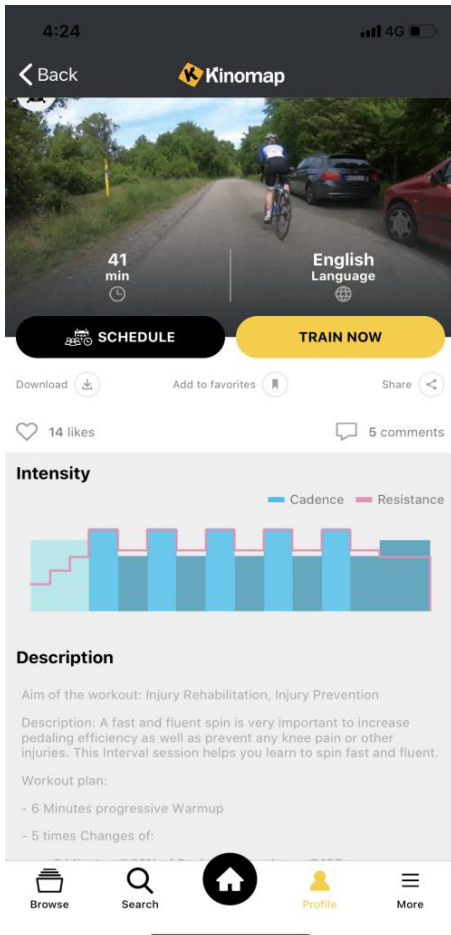 4:24
4G
Back
Kinomap
41
min
English
Language
SCHEDULE
TRAIN NOW
Download
Add to favorites
Share
14 likes
5 comments
Intensity
Cadence
Resistance
Description
Aim of the workout: Injury Rehabilitation, Injury Prevention
Description: A fast and fluent spin is very important to increase
pedaling efficiency as well as prevent any knee pain or other
injuries. This Interval session helps you learn to spin fast and fluent.
Workout plan:
- 6 Minutes progressive Warmup
- 5 times Changes of:
Browse
Search
Profile
More